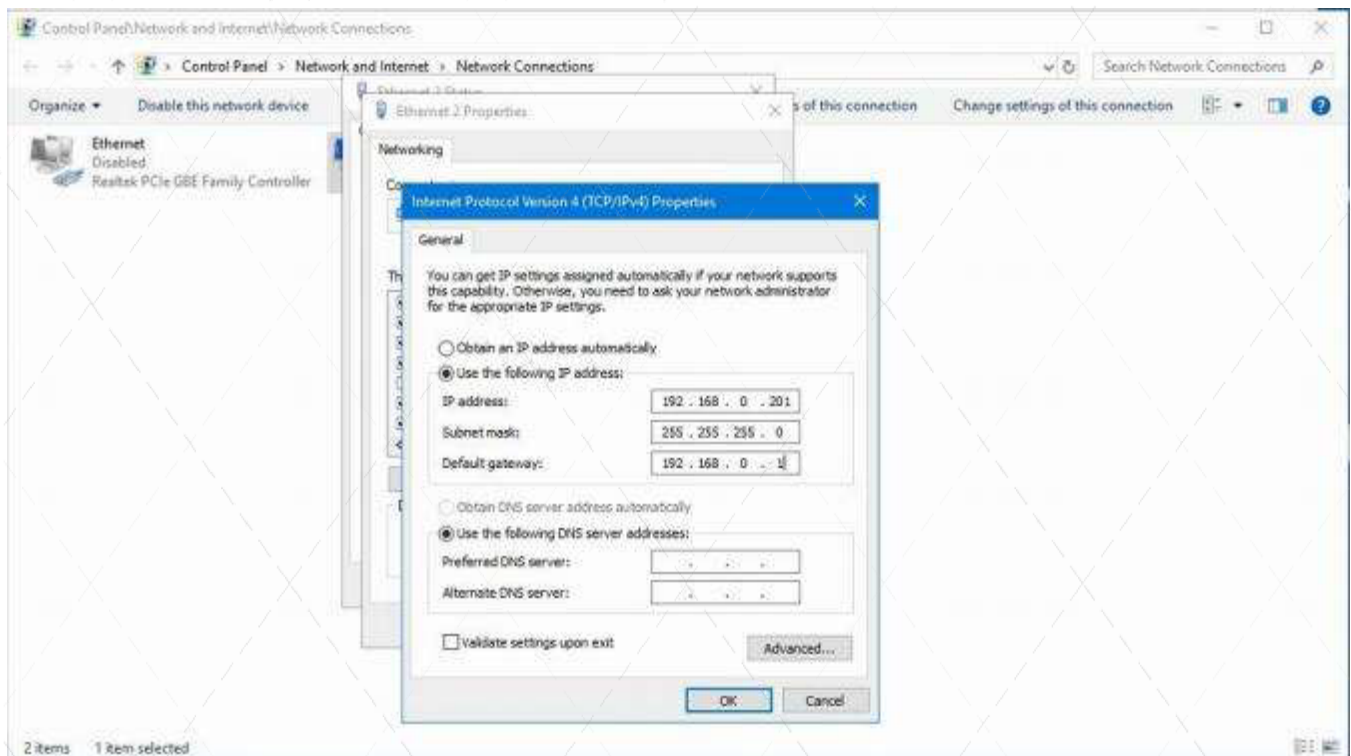 Control Panel\Network and Internet\Network Connections
Control Panel > Network and Internet > Network Connections
Search Network Connections
Organize
Disable this network device
s of this connection
Change settings of this connection
Ethernet
Disabled
Realtek PCIe GBE Family Controller
Ethernet 2 Status
Ethernet 2 Properties
Networking
Co
Th
Internet Protocol Version 4 (TCP/IPv4) Properties
General
You can get IP settings assigned automatically if your network supports
this capability. Otherwise, you need to ask your network administrator
for the appropriate IP settings.
Obtain an IP address automatically
Use the following IP address:
IP address: 192 . 168 . 0 . 201
Subnet mask: 255 . 255 . 255 . 0
Default gateway: 192 . 168 . 0 . 1
Obtain DNS server address automatically
Use the following DNS server addresses:
Preferred DNS server: . . .
Alternate DNS server: . . .
Validate settings upon exit
Advanced...
OK
Cancel
2 items
1 item selected